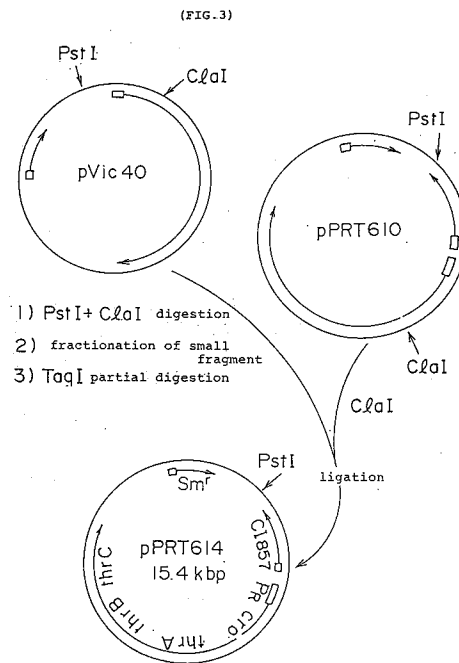 (FIG.3)
PstI
ClaI
pVic40
PstI
pPRT610
ClaI
1) PstI + ClaI digestion
2) fractionation of small
fragment
3) TaqI partial digestion
ClaI
ligation
PstI
Smr
pPRT614
15.4 kbp
CI857
PR
cro
thrA
thrB
thrC